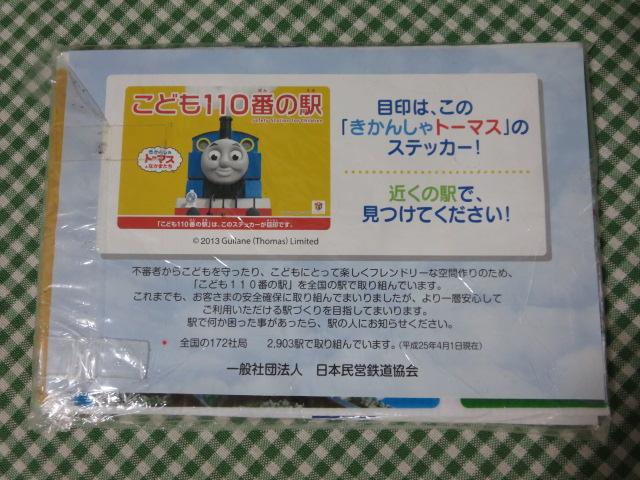 こども110番の駅
Safety Station for Children
きかんしゃ
トーマス
となかまたち
「こども110番の駅」は、このステッカーが目印です。
© 2013 Gullane (Thomas) Limited
目印は、この
「きかんしゃトーマス」の
ステッカー!
近くの駅で、
見つけてください!
不審者からこどもを守ったり、こどもにとって楽しくフレンドリーな空間作りのため、
「こども110番の駅」を全国の駅で取り組んでいます。
これまでも、お客さまの安全確保に取り組んでまいりましたが、より一層安心して
ご利用いただける駅づくりを目指してまいります。
駅で何か困った事があったら、駅の人にお知らせください。
全国の172社局 2,903駅で取り組んでいます。(平成25年4月1日現在)
一般社団法人 日本民営鉄道協会